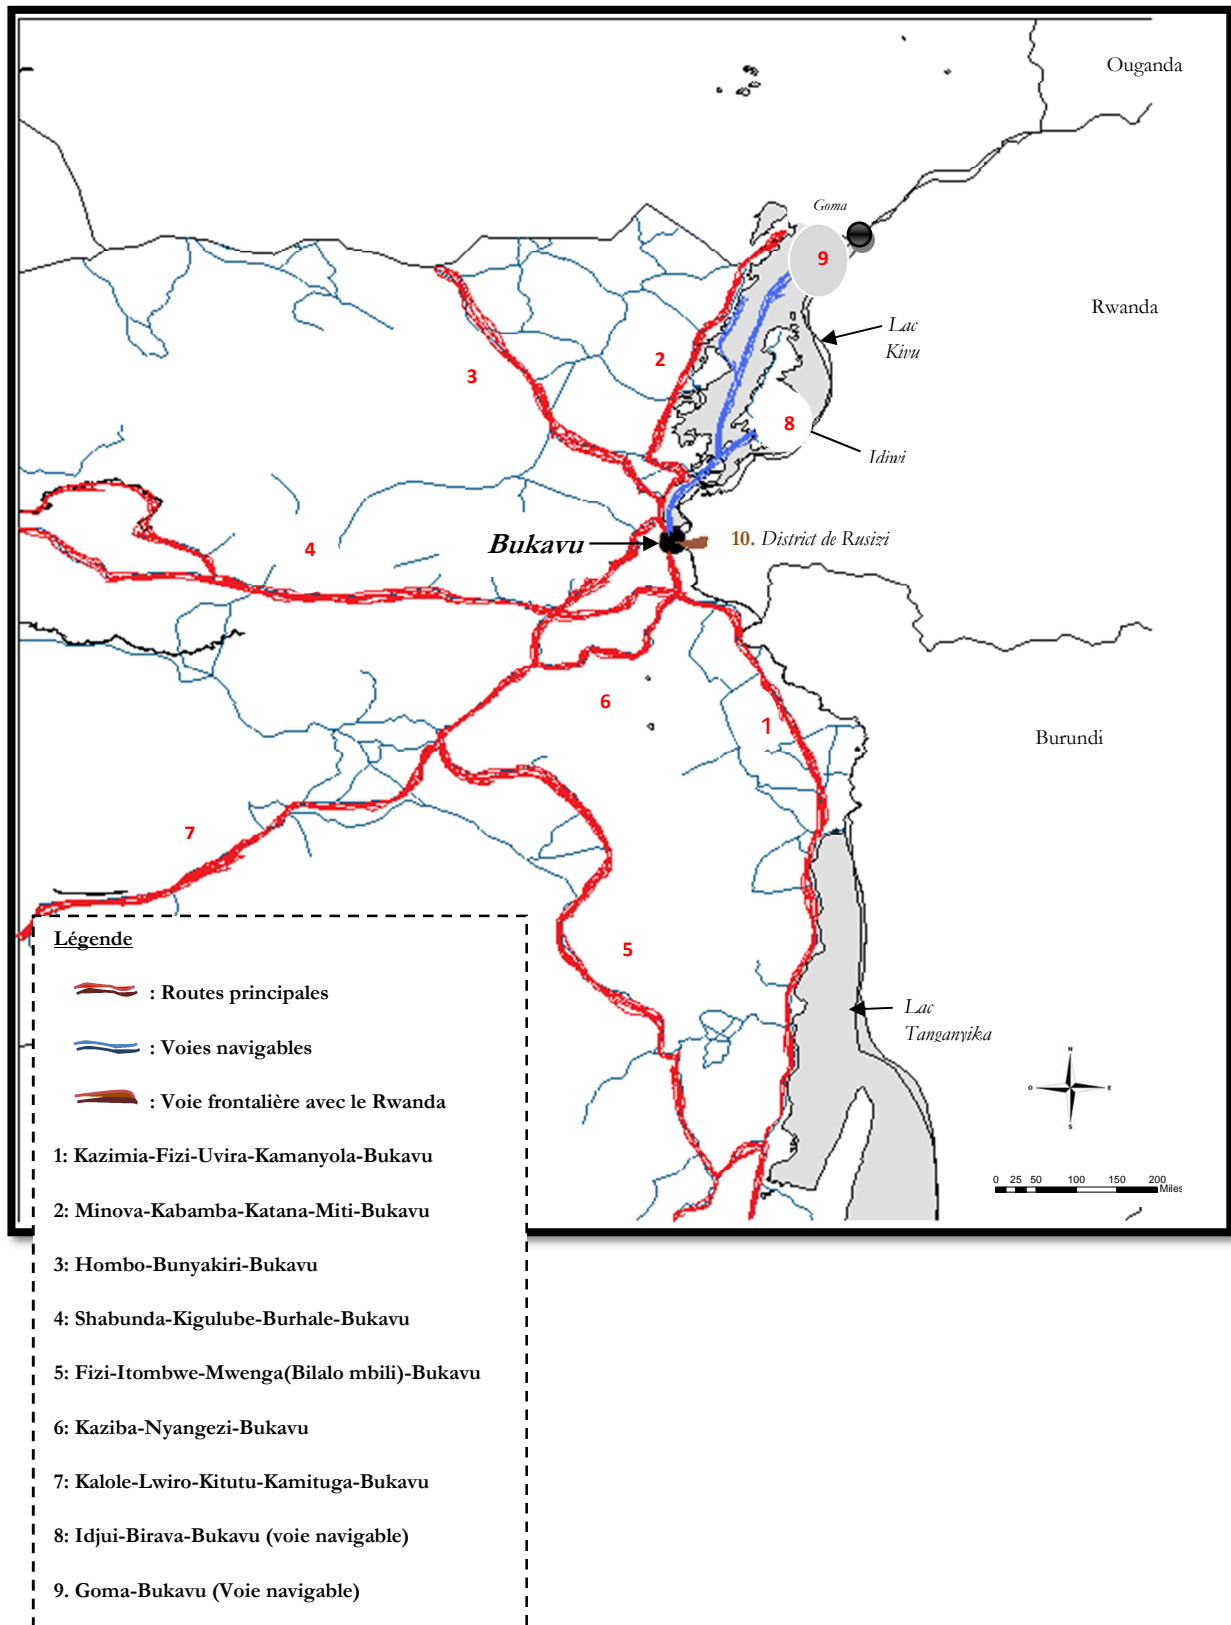 Ouganda
Goma
9
Rwanda
Lac
Kivu
2
3
8
Idiwi
Bukavu
10. District de Rusizi
4
6
1
Burundi
7
5
Lac
Tanganyika
N
O
E
S
0 25 50 100 150 200
Miles
Légende
: Routes principales
: Voies navigables
: Voie frontalière avec le Rwanda
1: Kazimia-Fizi-Uvira-Kamanyola-Bukavu
2: Minova-Kabamba-Katana-Miti-Bukavu
3: Hombo-Bunyakiri-Bukavu
4: Shabunda-Kigulube-Burhale-Bukavu
5: Fizi-Itombwe-Mwenga(Bilalo mbili)-Bukavu
6: Kaziba-Nyangezi-Bukavu
7: Kalole-Lwiro-Kitutu-Kamituga-Bukavu
8: Idjui-Birava-Bukavu (voie navigable)
9. Goma-Bukavu (Voie navigable)